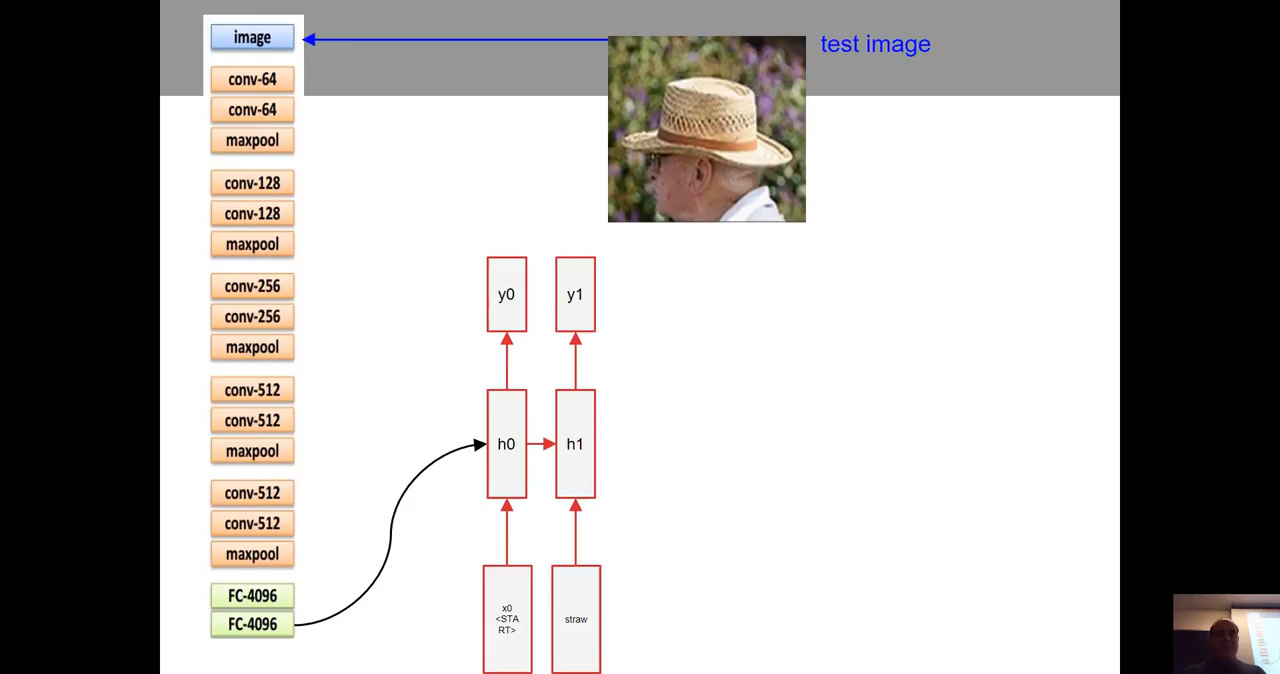 image
test image
conv-64
conv-64
maxpool
conv-128
conv-128
maxpool
conv-256
conv-256
maxpool
conv-512
conv-512
maxpool
conv-512
conv-512
maxpool
FC-4096
FC-4096
y0
y1
h0
h1
x0
<STA
RT>
straw